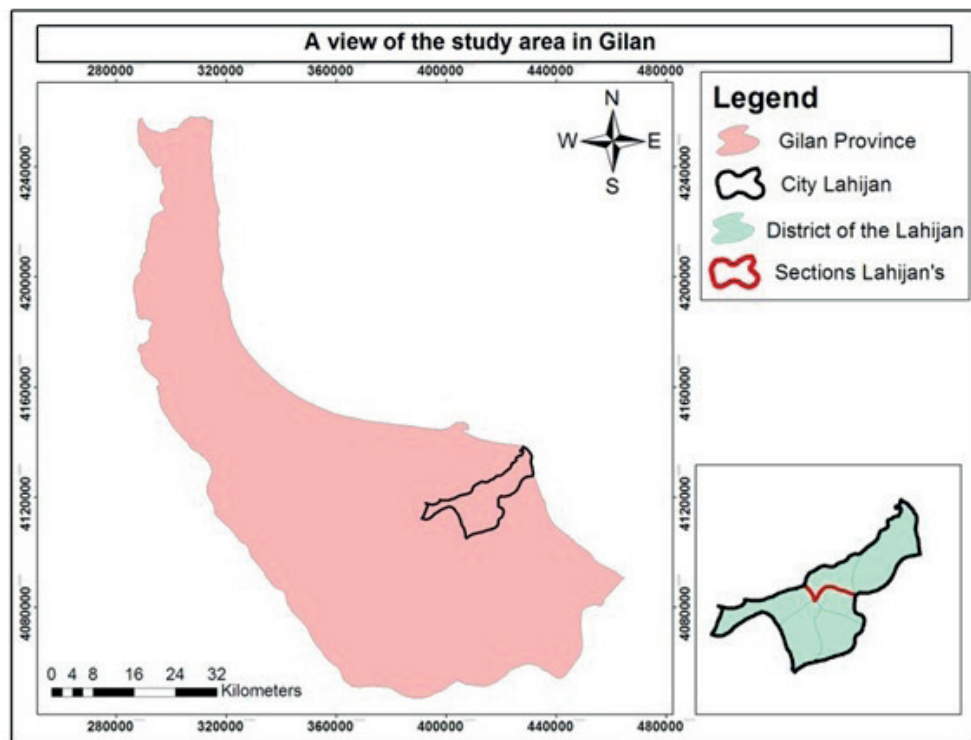 A view of the study area in Gilan
280000 320000 360000 400000 440000 480000
Legend
Gilan Province
City Lahijan
District of the Lahijan
Sections Lahijan's
N
W E
S
4240000 4240000
4200000 4200000
4160000 4160000
4120000 4120000
4080000 4080000
0 4 8 16 24 32
Kilometers
280000 320000 360000 400000 440000 480000